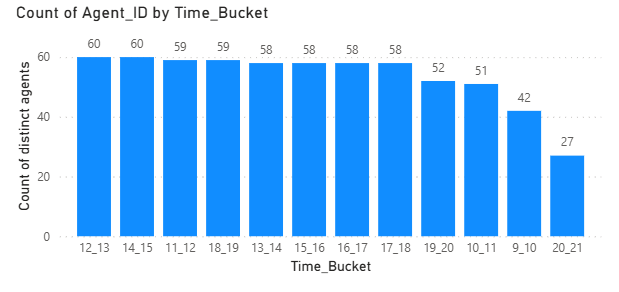 Count of Agent_ID by Time_Bucket
Count of distinct agents
60
40
20
0
60 60 59 59 58 58 58 58 52 51 42 27
12_13 14_15 11_12 18_19 13_14 15_16 16_17 17_18 19_20 10_11 9_10 20_21
Time_Bucket